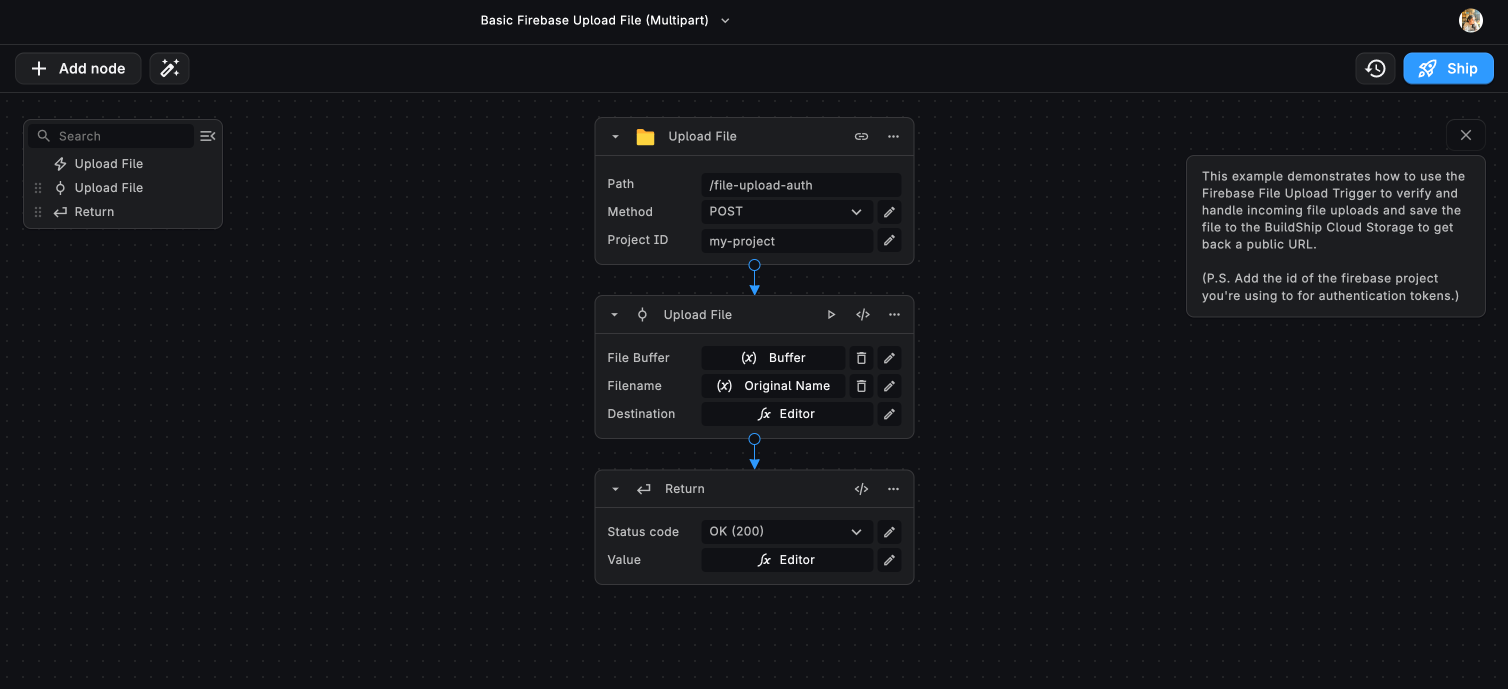 Basic Firebase Upload File (Multipart)
Add node
Ship
Search
Upload File
Upload File
Return
Upload File
Path
/file-upload-auth
Method
POST
Project ID
my-project
Upload File
File Buffer
(x) Buffer
Filename
(x) Original Name
Destination
fx Editor
Return
Status code
OK (200)
Value
fx Editor
This example demonstrates how to use the
Firebase File Upload Trigger to verify and
handle incoming file uploads and save the
file to the BuildShip Cloud Storage to get
back a public URL.
(P.S. Add the id of the firebase project
you're using to for authentication tokens.)